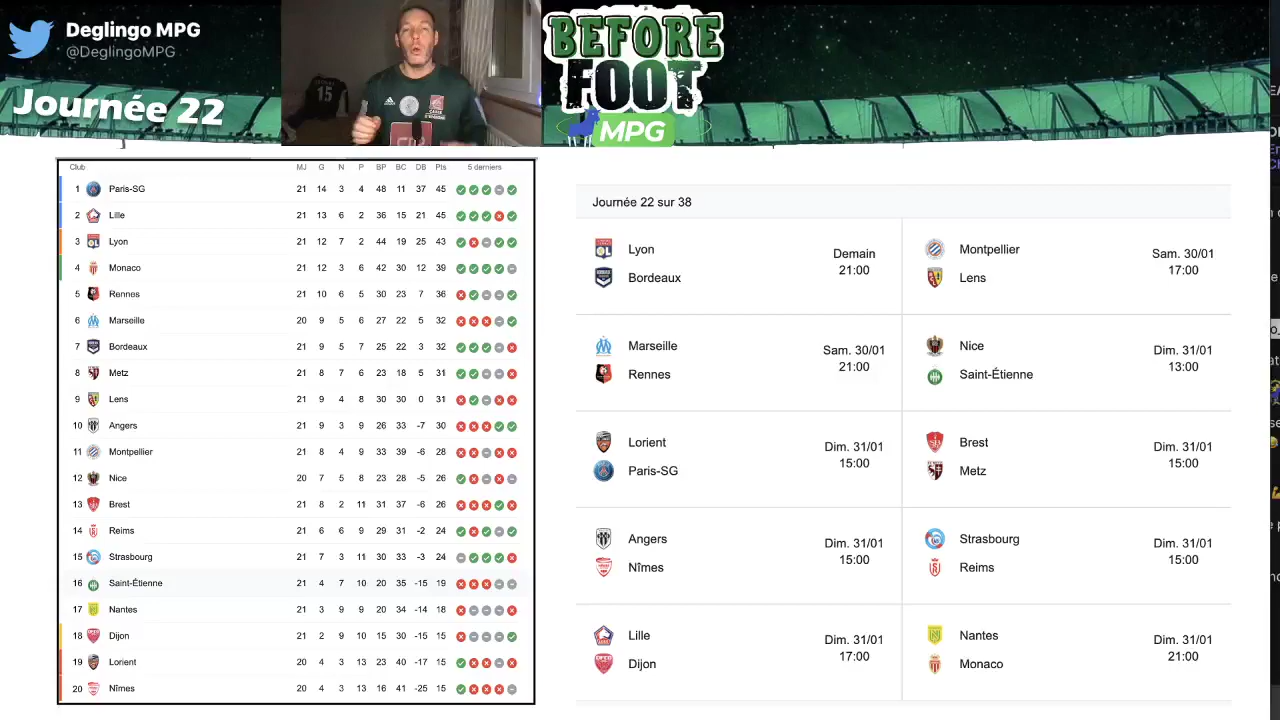 Deglingo MPG
@DeglingoMPG
Journée 22
15
BEFORE
FOOT
MPG
Club MJ G N P BP BC DB Pts 5 derniers
1 Paris-SG 21 14 3 4 48 11 37 45
2 Lille 21 13 6 2 36 15 21 45
3 Lyon 21 12 7 2 44 19 25 43
4 Monaco 21 12 3 6 42 30 12 39
5 Rennes 21 10 6 5 30 23 7 36
6 Marseille 20 9 5 6 27 22 5 32
7 Bordeaux 21 9 5 7 25 22 3 32
8 Metz 21 8 7 6 23 18 5 31
9 Lens 21 9 4 8 30 30 0 31
10 Angers 21 9 3 9 26 33 -7 30
11 Montpellier 21 8 4 9 33 39 -6 28
12 Nice 20 7 5 8 23 28 -5 26
13 Brest 21 8 2 11 31 37 -6 26
14 Reims 21 6 6 9 29 31 -2 24
15 Strasbourg 21 7 3 11 30 33 -3 24
16 Saint-Étienne 21 4 7 10 20 35 -15 19
17 Nantes 21 3 9 9 20 34 -14 18
18 Dijon 21 2 9 10 15 30 -15 15
19 Lorient 20 4 3 13 23 40 -17 15
20 Nîmes 20 4 3 13 16 41 -25 15
Journée 22 sur 38
Lyon
Bordeaux
Demain
21:00
Montpellier
Lens
Sam. 30/01
17:00
Marseille
Rennes
Sam. 30/01
21:00
Nice
Saint-Étienne
Dim. 31/01
13:00
Lorient
Paris-SG
Dim. 31/01
15:00
Brest
Metz
Dim. 31/01
15:00
Angers
Nîmes
Dim. 31/01
15:00
Strasbourg
Reims
Dim. 31/01
15:00
Lille
Dijon
Dim. 31/01
17:00
Nantes
Monaco
Dim. 31/01
21:00